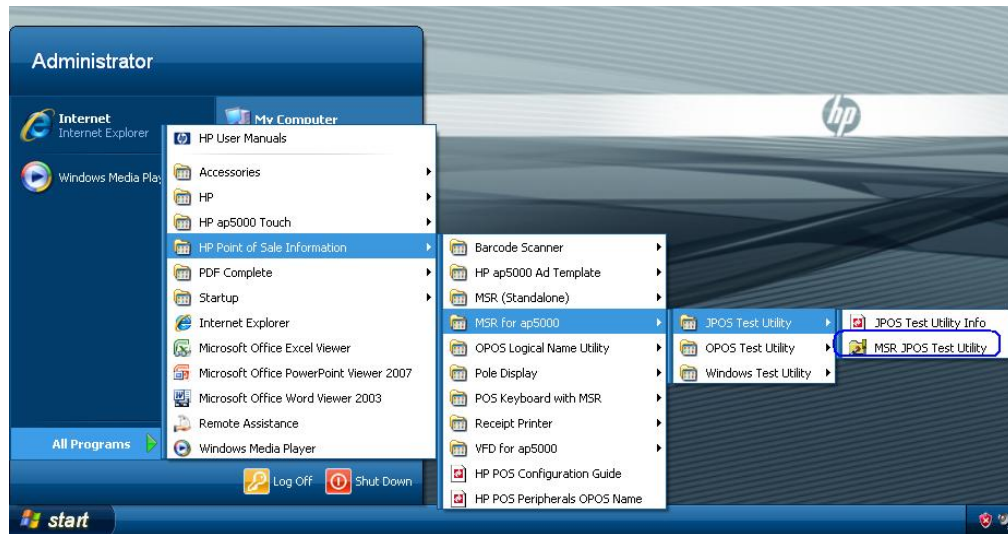 Administrator
Internet
Internet Explorer
My Computer
hp
Windows Media Play
HP User Manuals
Accessories
HP
HP ap5000 Touch
HP Point of Sale Information
PDF Complete
Startup
Internet Explorer
Microsoft Office Excel Viewer
Microsoft Office PowerPoint Viewer 2007
Microsoft Office Word Viewer 2003
Remote Assistance
Windows Media Player
Barcode Scanner
HP ap5000 Ad Template
MSR (Standalone)
MSR for ap5000
OPOS Logical Name Utility
Pole Display
POS Keyboard with MSR
Receipt Printer
VFD for ap5000
HP POS Configuration Guide
HP POS Peripherals OPOS Name
JPOS Test Utility
OPOS Test Utility
Windows Test Utility
JPOS Test Utility Info
MSR JPOS Test Utility
All Programs
Log Off
Shut Down
start